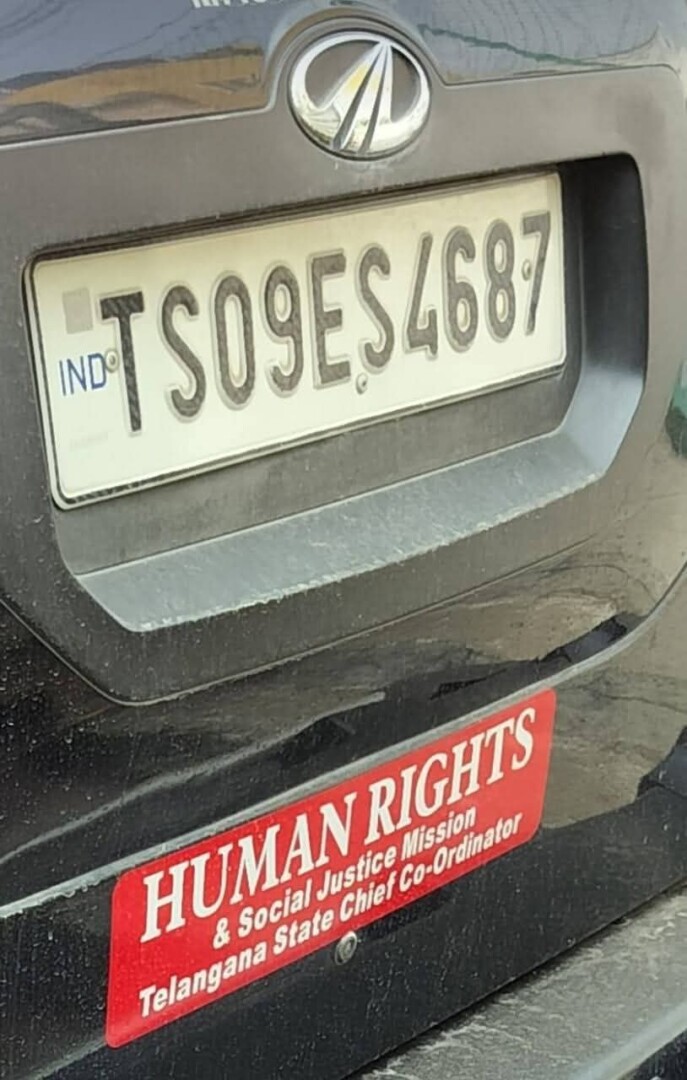 IND TS09ES4687
HUMAN RIGHTS
& Social Justice Mission
Telangana State Chief Co-Ordinator